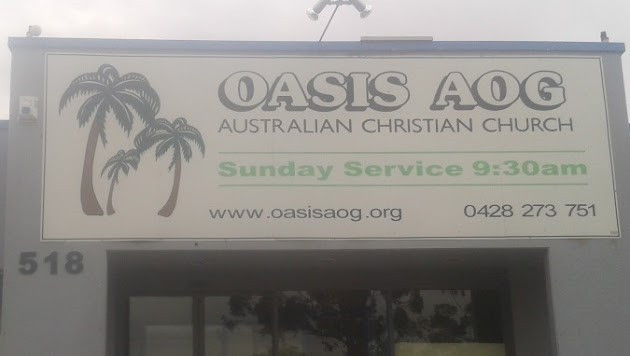 OASIS AOG
AUSTRALIAN CHRISTIAN CHURCH
Sunday Service 9:30am
www.oasisaog.org 0428 273 751
518